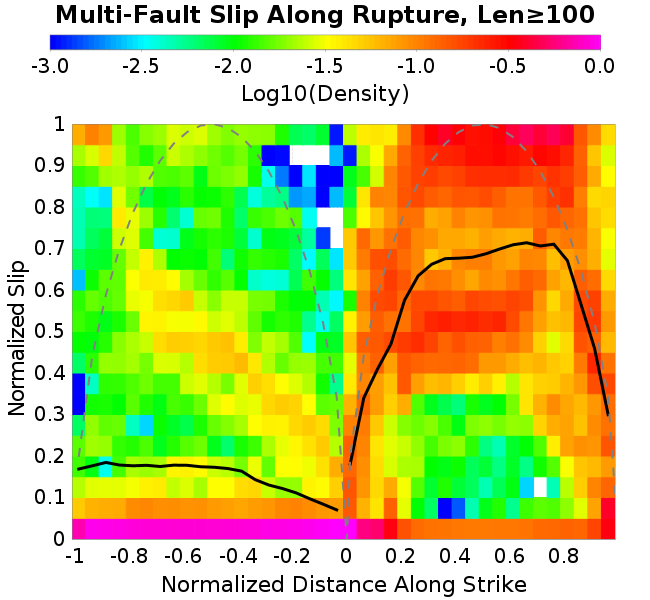 Multi-Fault Slip Along Rupture, Len≥100
-3.0 -2.5 -2.0 -1.5 -1.0 -0.5 0.0
Log10(Density)
1
0.9
0.8
0.7
0.6
0.5
0.4
0.3
0.2
0.1
0
Normalized Slip
-1 -0.8 -0.6 -0.4 -0.2 0 0.2 0.4 0.6 0.8
Normalized Distance Along Strike